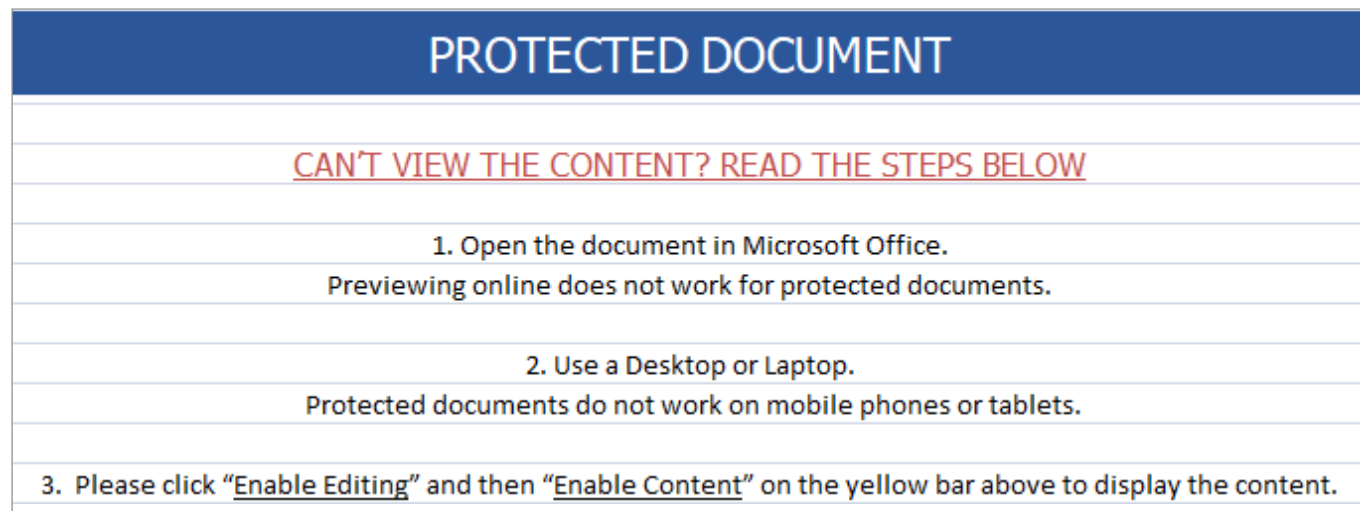 PROTECTED DOCUMENT
CAN'T VIEW THE CONTENT? READ THE STEPS BELOW
1. Open the document in Microsoft Office.
Previewing online does not work for protected documents.
2. Use a Desktop or Laptop.
Protected documents do not work on mobile phones or tablets.
3. Please click “Enable Editing” and then “Enable Content” on the yellow bar above to display the content.